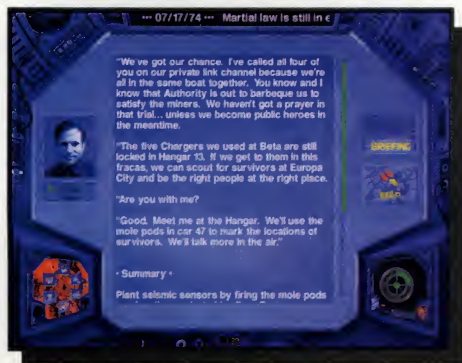 ··· 07/17/74 ··· Martial law is still in e
"We've got our chance. I've called all four of
you on our private link channel because we're
all in the same boat together. You know and I
know that Authority is out to barbeque us to
satisfy the miners. We haven't got a prayer in
that trial... unless we become public heroes in
the meantime.
"The five Chargers we used at Beta are still
locked in Hangar 13. If we get to them in this
fracas, we can scout for survivors at Europa
City and be the right people at the right place.
"Are you with me?
"Good. Meet me at the Hangar. We'll use the
mole pods in car 47 to mark the locations of
survivors. We'll talk more in the air."
· Summary ·
Plant seismic sensors by firing the mole pods
BRIEFING